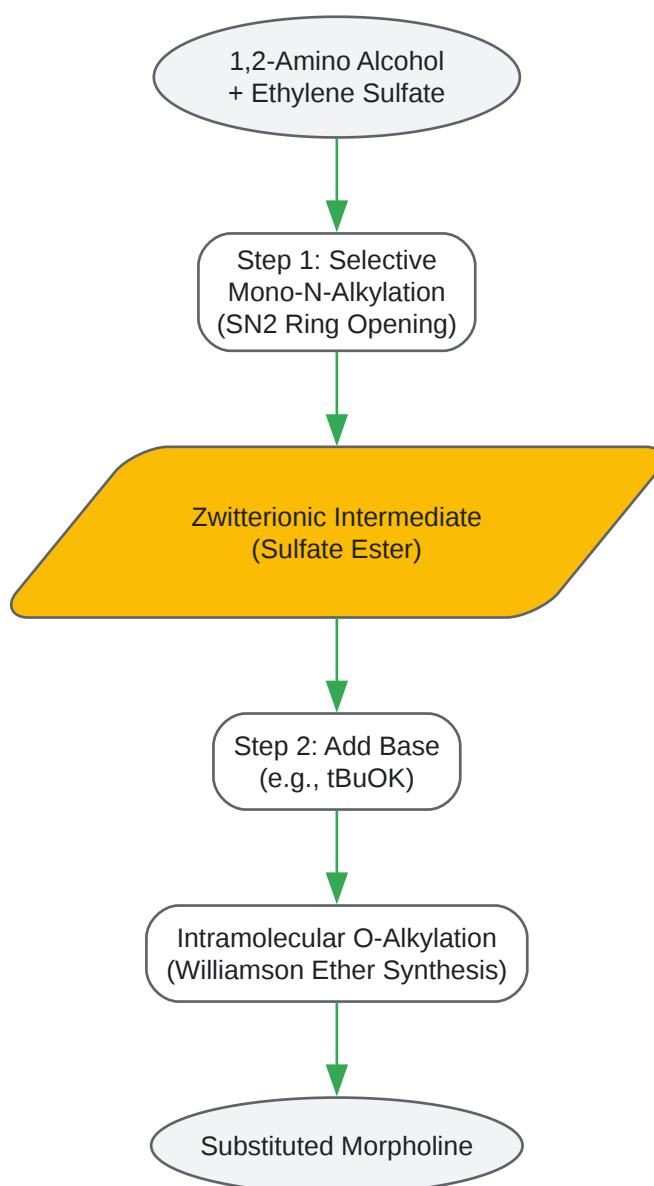 1,2-Amino Alcohol
+ Ethylene Sulfate
Step 1: Selective
Mono-N-Alkylation
(SN2 Ring Opening)
Zwitterionic Intermediate
(Sulfate Ester)
Step 2: Add Base
(e.g., tBuOK)
Intramolecular O-Alkylation
(Williamson Ether Synthesis)
Substituted Morpholine